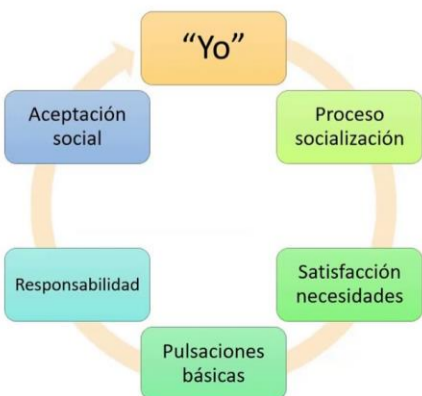 “Yo”
Proceso
socialización
Satisfacción
necesidades
Pulsaciones
básicas
Responsabilidad
Aceptación
social